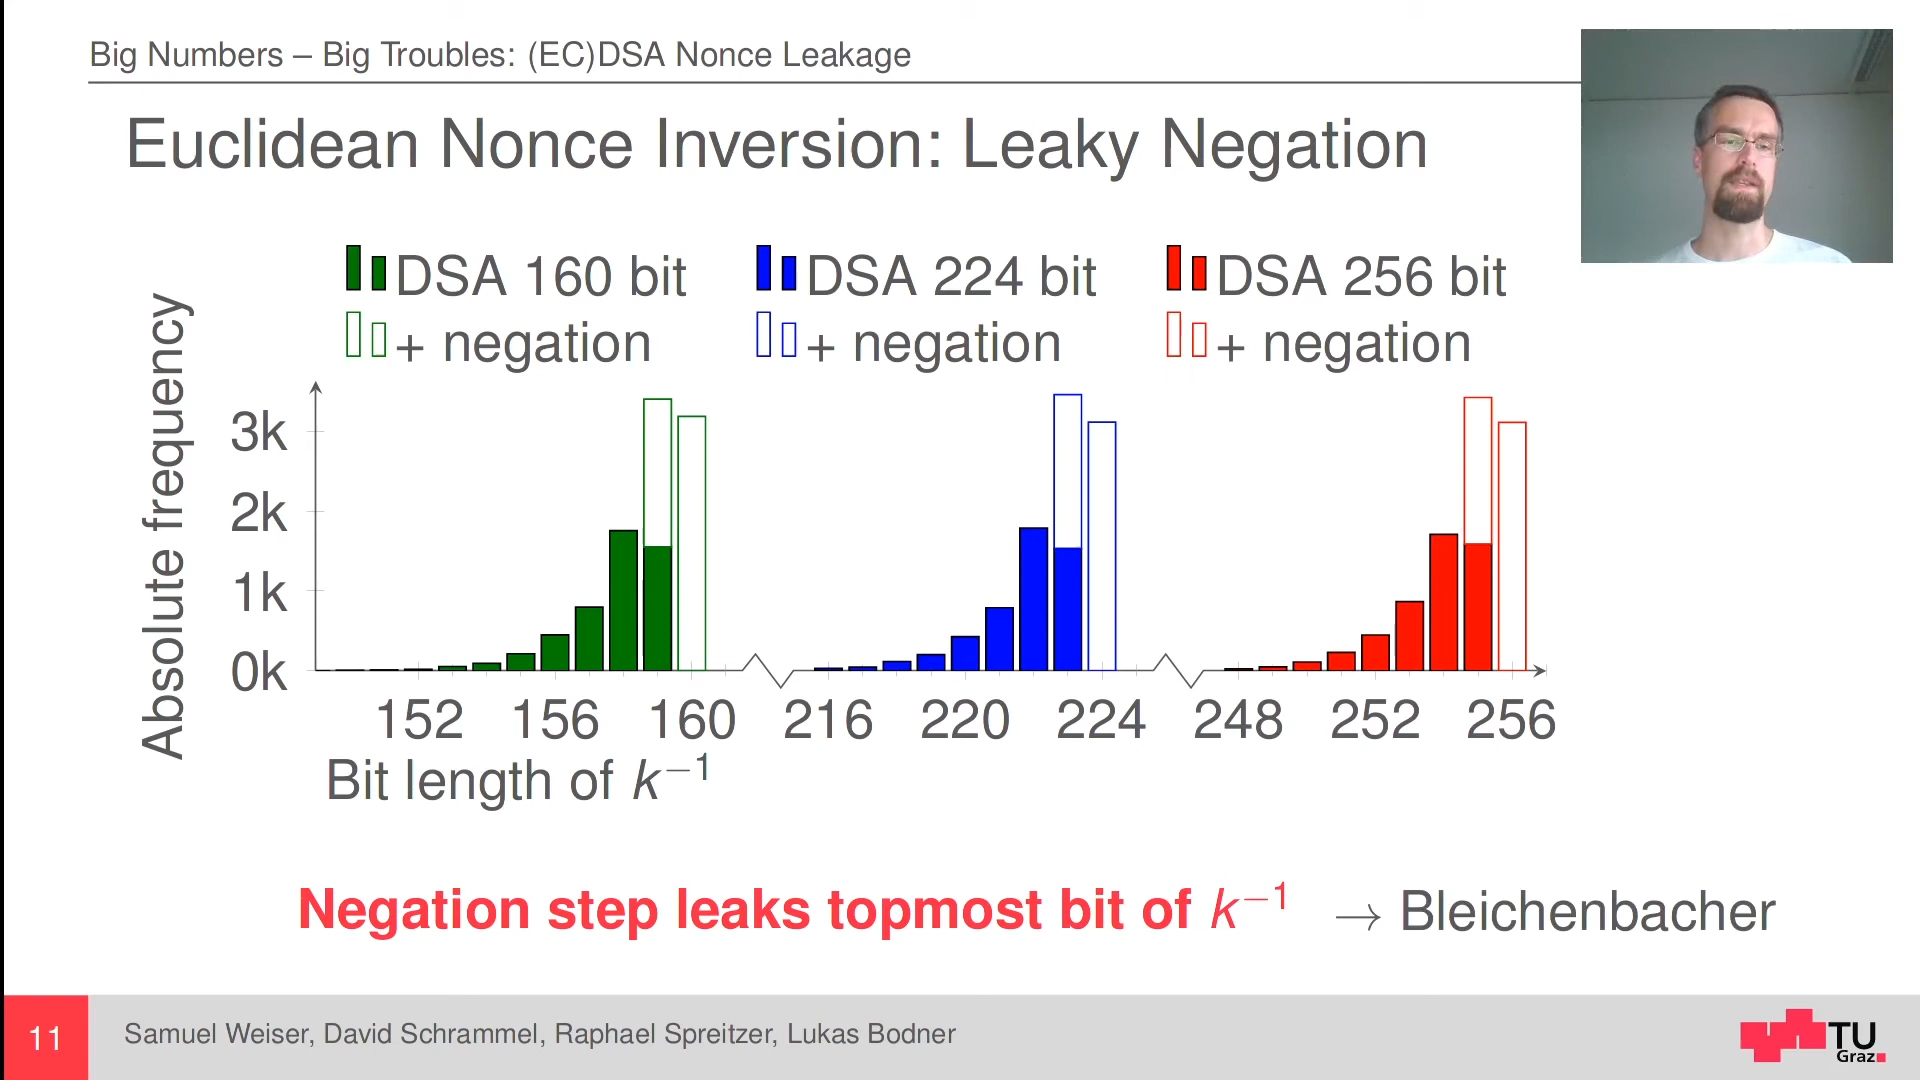 Big Numbers – Big Troubles: (EC)DSA Nonce Leakage
Euclidean Nonce Inversion: Leaky Negation
DSA 160 bit
+ negation
DSA 224 bit
+ negation
DSA 256 bit
+ negation
Absolute frequency
3k
2k
1k
0k
152 156 160 216 220 224 248 252 256
Bit length of k⁻¹
Negation step leaks topmost bit of k⁻¹ → Bleichenbacher
11 Samuel Weiser, David Schrammel, Raphael Spreitzer, Lukas Bodner
TU
Graz